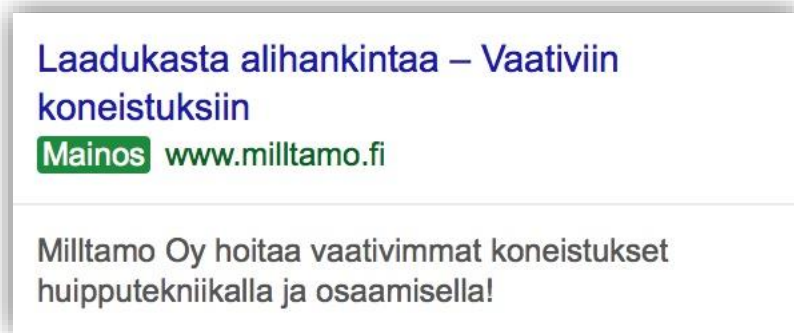 Laadukasta alihankintaa – Vaativiin
koneistuksiin
Mainos www.milltamo.fi
Milltamo Oy hoitaa vaativimmat koneistukset
huipputekniikalla ja osaamisella!